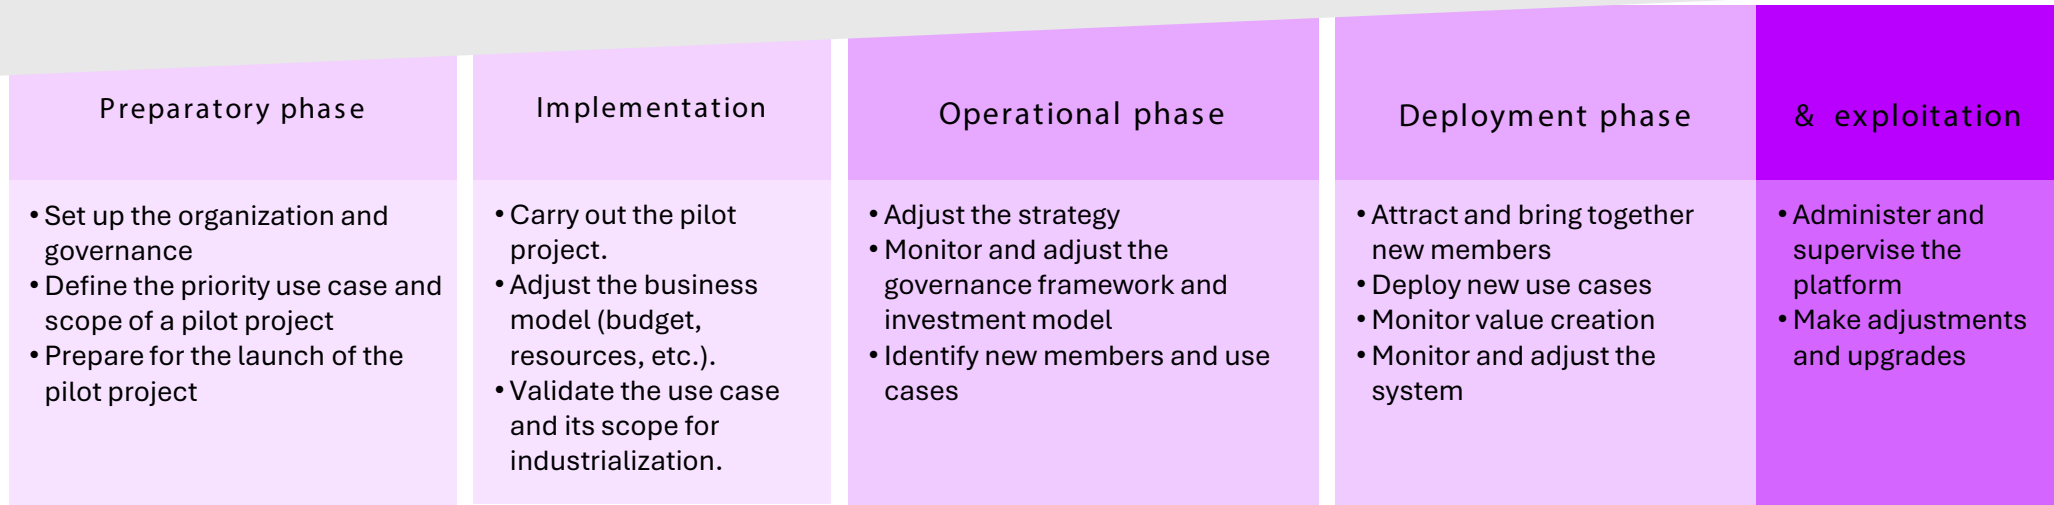 Preparatory phase
• Set up the organization and
governance
• Define the priority use case and
scope of a pilot project
• Prepare for the launch of the
pilot project
Implementation
• Carry out the pilot
project.
• Adjust the business
model (budget,
resources, etc.).
• Validate the use case
and its scope for
industrialization.
Operational phase
• Adjust the strategy
• Monitor and adjust the
governance framework and
investment model
• Identify new members and use
cases
Deployment phase
• Attract and bring together
new members
• Deploy new use cases
• Monitor value creation
• Monitor and adjust the
system
& exploitation
• Administer and
supervise the
platform
• Make adjustments
and upgrades